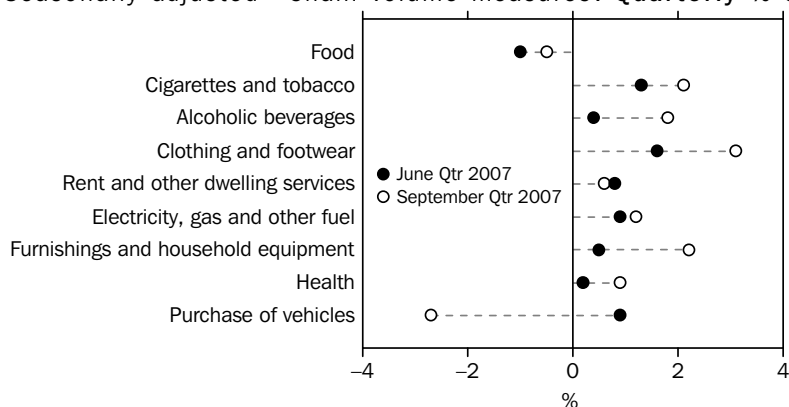 Food
Cigarettes and tobacco
Alcoholic beverages
Clothing and footwear
June Qtr 2007
Rent and other dwelling services
September Qtr 2007
Electricity, gas and other fuel
Furnishings and household equipment
Health
Purchase of vehicles
–4 –2 0 2 4
%